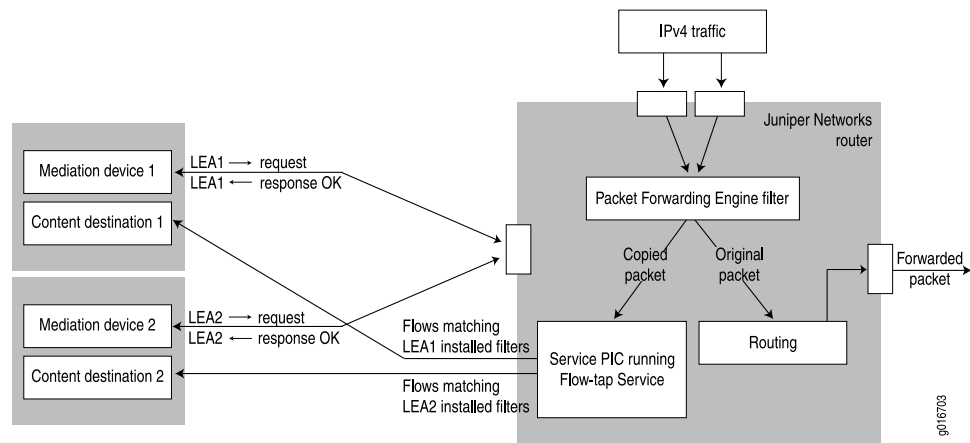 IPv4 traffic
Juniper Networks
router
Mediation device 1
LEA1 → request
LEA1 ← response OK
Content destination 1
Packet Forwarding Engine filter
Copied
packet
Original
packet
Forwarded
packet
Mediation device 2
LEA2 → request
LEA2 ← response OK
Content destination 2
Flows matching
LEA1 installed filters
Flows matching
LEA2 installed filters
Service PIC running
Flow-tap Service
Routing
g016703